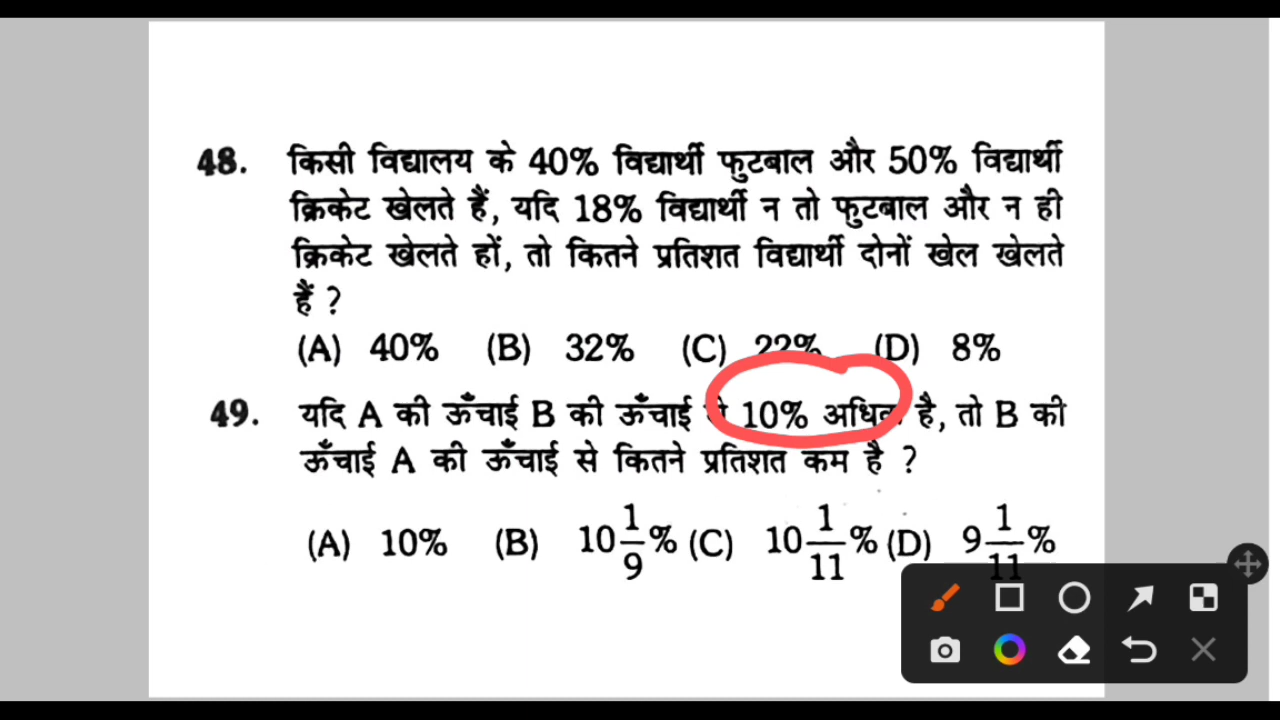 48. किसी विद्यालय के 40% विद्यार्थी फुटबाल और 50% विद्यार्थी
क्रिकेट खेलते हैं, यदि 18% विद्यार्थी न तो फुटबाल और न ही
क्रिकेट खेलते हों, तो कितने प्रतिशत विद्यार्थी दोनों खेल खेलते
हैं ?
(A) 40% (B) 32% (C) 22% (D) 8%
49. यदि A की ऊँचाई B की ऊँचाई से 10% अधिक है, तो B की
ऊँचाई A की ऊँचाई से कितने प्रतिशत कम है ?
(A) 10% (B) 10 1/9 % (C) 10 1/11 % (D) 9 1/11 %